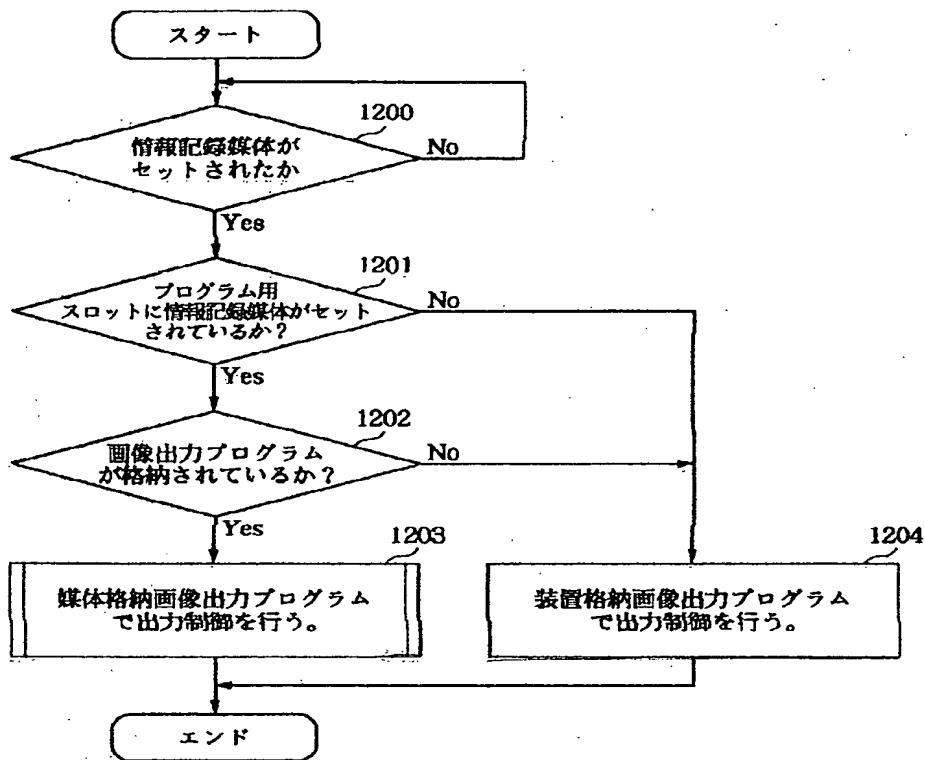 スタート
1200
情報記録媒体が
セットされたか
No
Yes
1201
プログラム用
スロットに情報記録媒体がセット
されているか？
No
Yes
1202
画像出力プログラム
が格納されているか？
No
Yes
1203
媒体格納画像出力プログラム
で出力制御を行う。
1204
装置格納画像出力プログラム
で出力制御を行う。
エンド